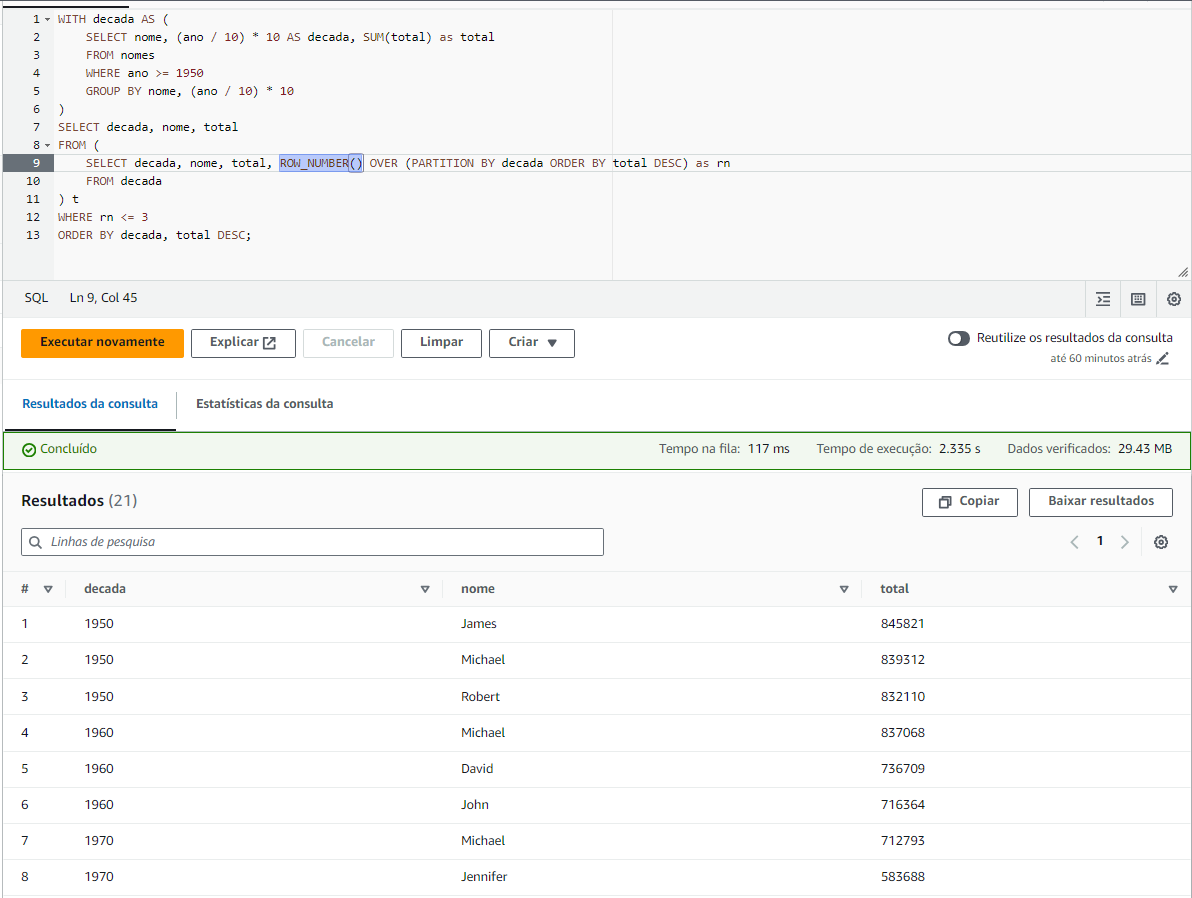 1 WITH decada AS (
2 SELECT nome, (ano / 10) * 10 AS decada, SUM(total) as total
3 FROM nomes
4 WHERE ano >= 1950
5 GROUP BY nome, (ano / 10) * 10
6 )
7 SELECT decada, nome, total
8 FROM (
9 SELECT decada, nome, total, ROW_NUMBER() OVER (PARTITION BY decada ORDER BY total DESC) as rn
10 FROM decada
11 ) t
12 WHERE rn <= 3
13 ORDER BY decada, total DESC;
SQL Ln 9, Col 45
Executar novamente Explicar Cancelar Limpar Criar Reutilize os resultados da consulta
até 60 minutos atrás
Resultados da consulta Estatísticas da consulta
Concluído Tempo na fila: 117 ms Tempo de execução: 2.335 s Dados verificados: 29.43 MB
Resultados (21) Copiar Baixar resultados
Linhas de pesquisa 1
# decada nome total
1 1950 James 845821
2 1950 Michael 839312
3 1950 Robert 832110
4 1960 Michael 837068
5 1960 David 736709
6 1960 John 716364
7 1970 Michael 712793
8 1970 Jennifer 583688